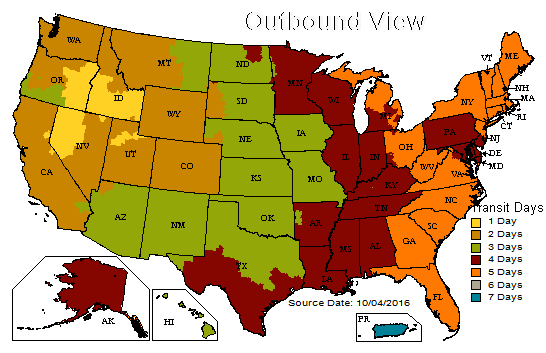 Outbound View
WA
VT
ME
MT
ND
OR
MN
ID
WI
SD
NY
NH
MA
WY
MI
RI
CT
PA
IA
NE
NJ
NV
OH
DE
UT
IL
IN
MD
CO
WV
CA
VA
KS
MO
KY
NC
TN
Transit Days
OK
AR
SC
AZ
NM
1 Day
2 Days
GA
MS
AL
3 Days
TX
4 Days
LA
5 Days
6 Days
FL
7 Days
Source Date: 10/04/2016
AK
HI
PR